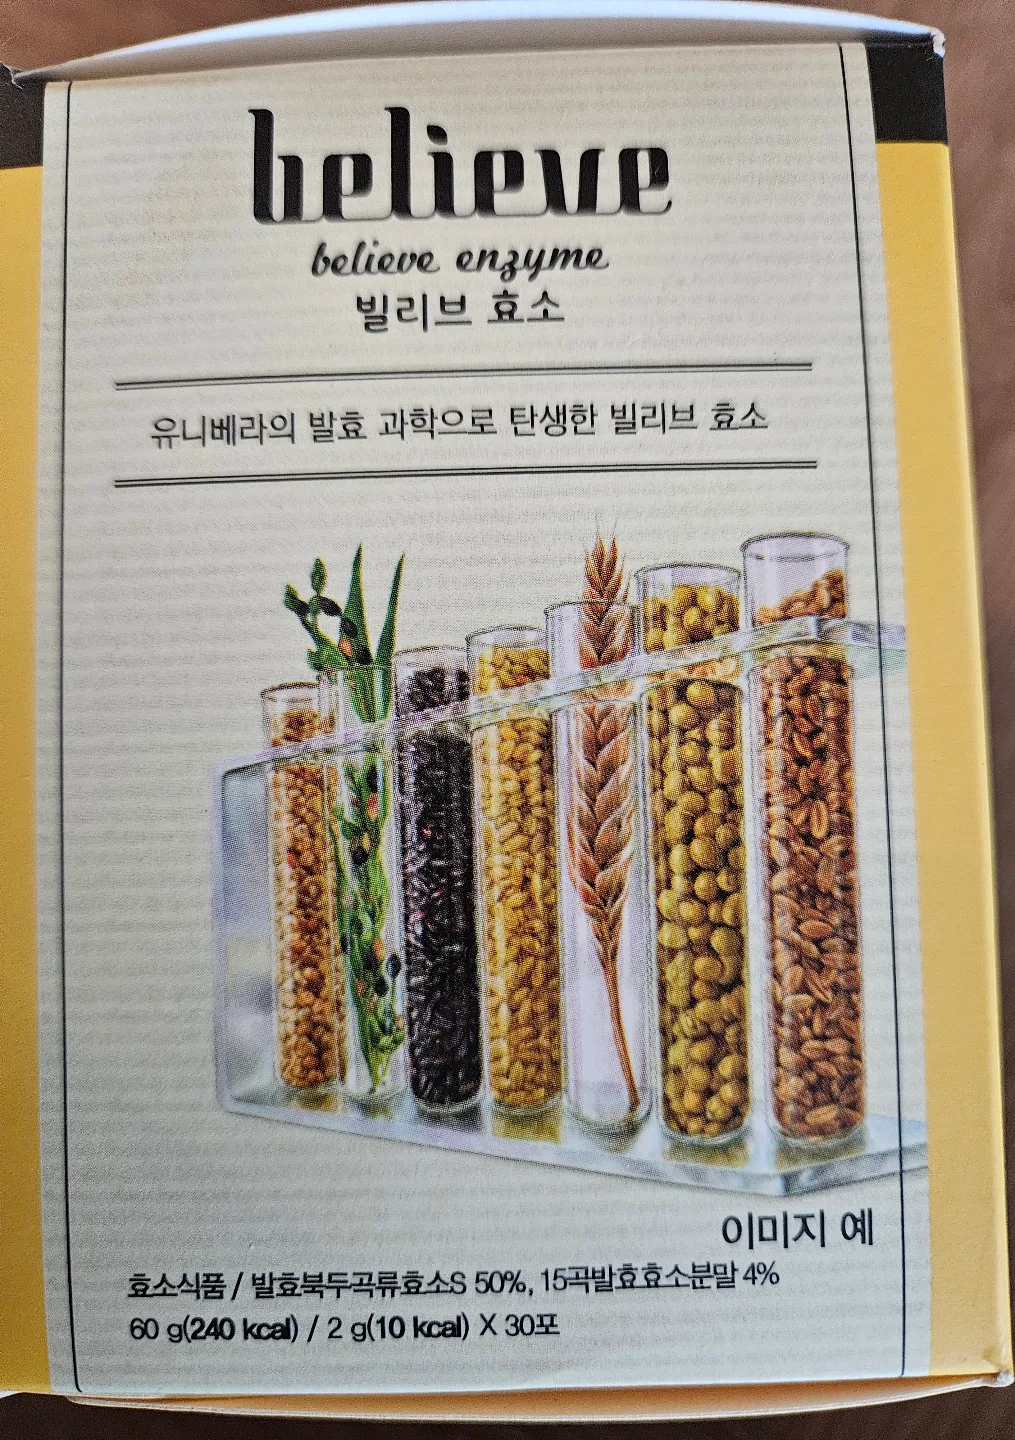 believe
believe enzyme
빌리브 효소
유니베라의 발효 과학으로 탄생한 빌리브 효소
이미지 예
효소식품 / 발효북두곡류효소S 50%, 15곡발효효소분말 4%
60 g(240 kcal) / 2 g(10 kcal) X 30포